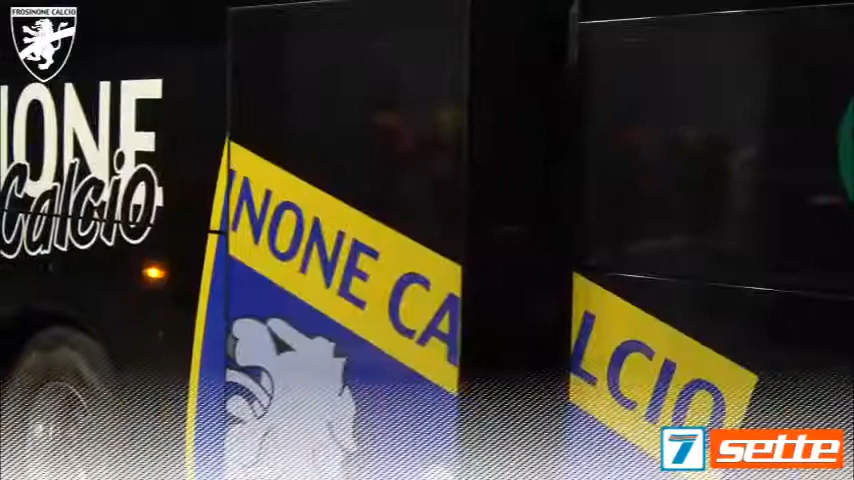 FROSINONE CALCIO
IONE
Calcio
INONE CA
LCIO
7 sette